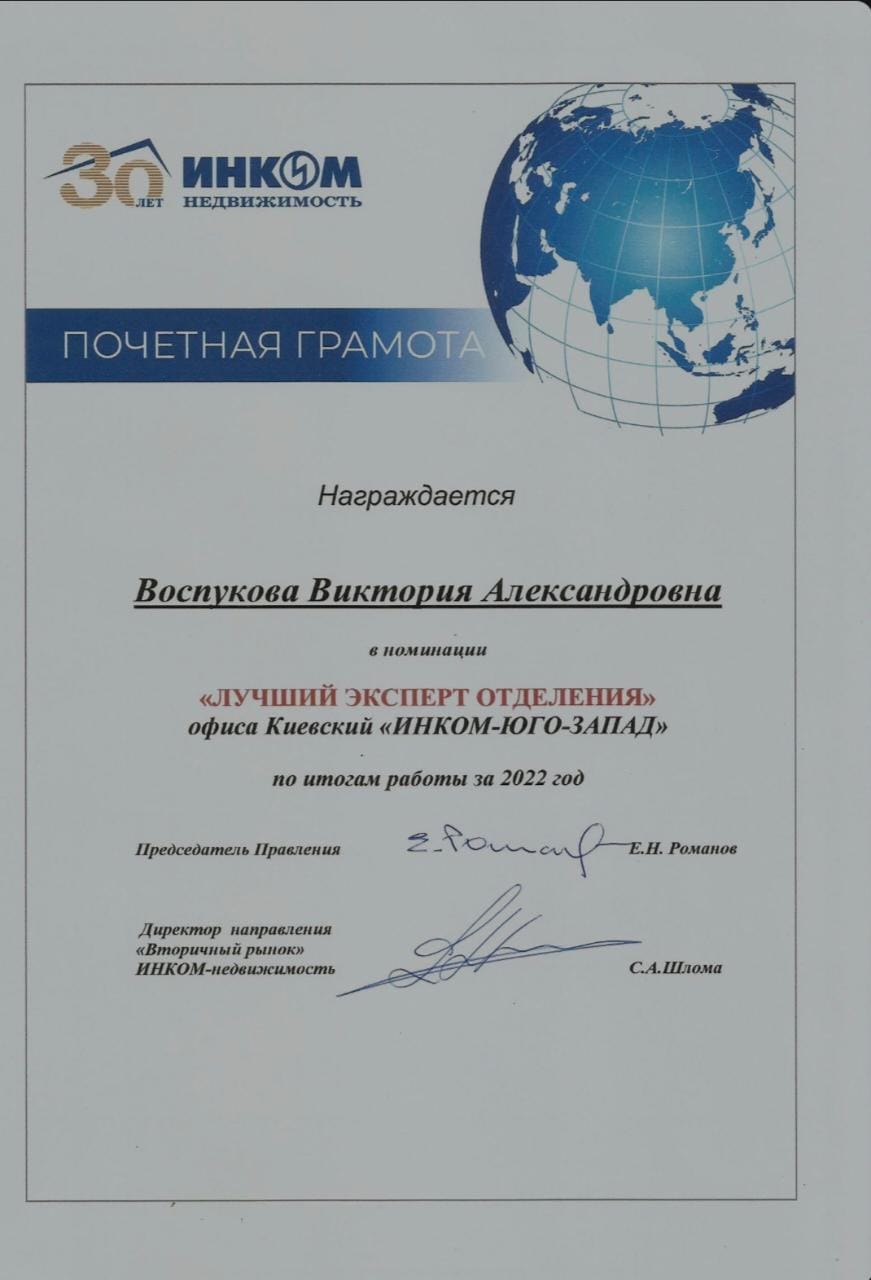 30 ЛЕТ ИНКОМ
НЕДВИЖИМОСТЬ
ПОЧЕТНАЯ ГРАМОТА
Награждается
Воспукова Виктория Александровна
в номинации
«ЛУЧШИЙ ЭКСПЕРТ ОТДЕЛЕНИЯ»
офиса Киевский «ИНКОМ-ЮГО-ЗАПАД»
по итогам работы за 2022 год
Председатель Правления Е.Н. Романов
Директор направления
«Вторичный рынок»
ИНКОМ-недвижимость С.А.Шлома